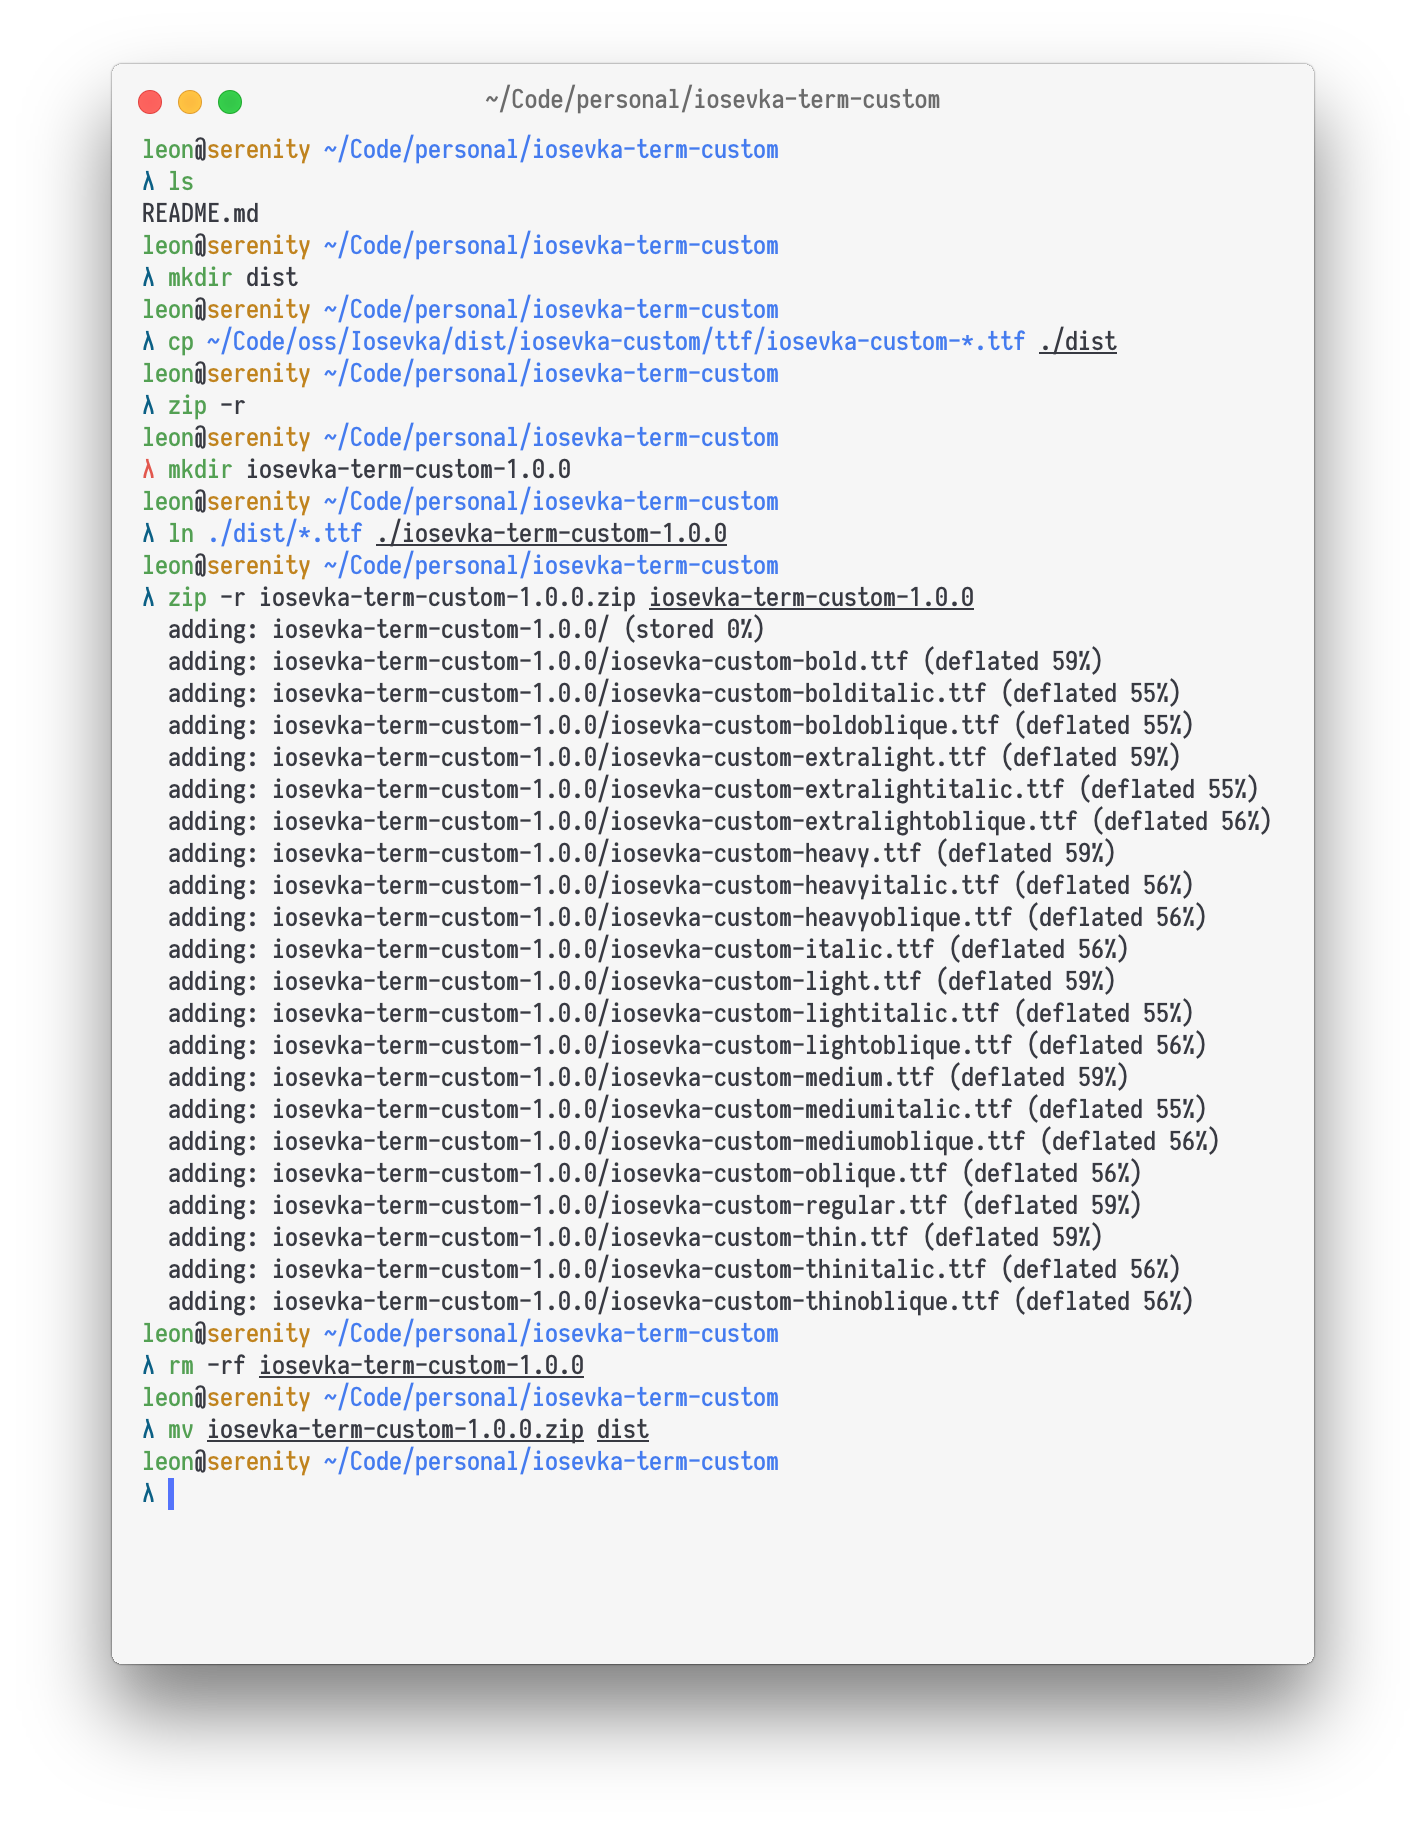 ~/Code/personal/iosevka-term-custom
leon@serenity ~/Code/personal/iosevka-term-custom
λ ls
README.md
leon@serenity ~/Code/personal/iosevka-term-custom
λ mkdir dist
leon@serenity ~/Code/personal/iosevka-term-custom
λ cp ~/Code/oss/Iosevka/dist/iosevka-custom/ttf/iosevka-custom-*.ttf ./dist
leon@serenity ~/Code/personal/iosevka-term-custom
λ zip -r
leon@serenity ~/Code/personal/iosevka-term-custom
λ mkdir iosevka-term-custom-1.0.0
leon@serenity ~/Code/personal/iosevka-term-custom
λ ln ./dist/*.ttf ./iosevka-term-custom-1.0.0
leon@serenity ~/Code/personal/iosevka-term-custom
λ zip -r iosevka-term-custom-1.0.0.zip iosevka-term-custom-1.0.0
  adding: iosevka-term-custom-1.0.0/ (stored 0%)
  adding: iosevka-term-custom-1.0.0/iosevka-custom-bold.ttf (deflated 59%)
  adding: iosevka-term-custom-1.0.0/iosevka-custom-bolditalic.ttf (deflated 55%)
  adding: iosevka-term-custom-1.0.0/iosevka-custom-boldoblique.ttf (deflated 55%)
  adding: iosevka-term-custom-1.0.0/iosevka-custom-extralight.ttf (deflated 59%)
  adding: iosevka-term-custom-1.0.0/iosevka-custom-extralightitalic.ttf (deflated 55%)
  adding: iosevka-term-custom-1.0.0/iosevka-custom-extralightoblique.ttf (deflated 56%)
  adding: iosevka-term-custom-1.0.0/iosevka-custom-heavy.ttf (deflated 59%)
  adding: iosevka-term-custom-1.0.0/iosevka-custom-heavyitalic.ttf (deflated 56%)
  adding: iosevka-term-custom-1.0.0/iosevka-custom-heavyoblique.ttf (deflated 56%)
  adding: iosevka-term-custom-1.0.0/iosevka-custom-italic.ttf (deflated 56%)
  adding: iosevka-term-custom-1.0.0/iosevka-custom-light.ttf (deflated 59%)
  adding: iosevka-term-custom-1.0.0/iosevka-custom-lightitalic.ttf (deflated 55%)
  adding: iosevka-term-custom-1.0.0/iosevka-custom-lightoblique.ttf (deflated 56%)
  adding: iosevka-term-custom-1.0.0/iosevka-custom-medium.ttf (deflated 59%)
  adding: iosevka-term-custom-1.0.0/iosevka-custom-mediumitalic.ttf (deflated 55%)
  adding: iosevka-term-custom-1.0.0/iosevka-custom-mediumoblique.ttf (deflated 56%)
  adding: iosevka-term-custom-1.0.0/iosevka-custom-oblique.ttf (deflated 56%)
  adding: iosevka-term-custom-1.0.0/iosevka-custom-regular.ttf (deflated 59%)
  adding: iosevka-term-custom-1.0.0/iosevka-custom-thin.ttf (deflated 59%)
  adding: iosevka-term-custom-1.0.0/iosevka-custom-thinitalic.ttf (deflated 56%)
  adding: iosevka-term-custom-1.0.0/iosevka-custom-thinoblique.ttf (deflated 56%)
leon@serenity ~/Code/personal/iosevka-term-custom
λ rm -rf iosevka-term-custom-1.0.0
leon@serenity ~/Code/personal/iosevka-term-custom
λ mv iosevka-term-custom-1.0.0.zip dist
leon@serenity ~/Code/personal/iosevka-term-custom
λ